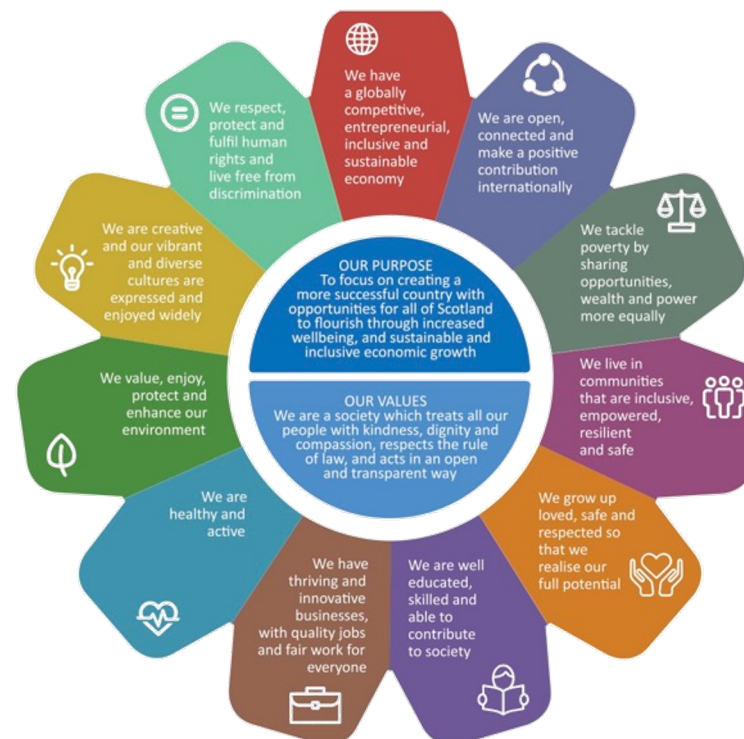 We have
a globally
competitive,
entrepreneurial,
inclusive and
sustainable
economy
We are open,
connected and
make a positive
contribution
internationally
We tackle
poverty by
sharing
opportunities,
wealth and power
more equally
We live in
communities
that are inclusive,
empowered,
resilient
and safe
We grow up
loved, safe and
respected so
that we
realise our
full potential
We are well
educated,
skilled and
able to
contribute
to society
We have
thriving and
innovative
businesses,
with quality jobs
and fair work for
everyone
We are
healthy and
active
We value, enjoy,
protect and
enhance our
environment
We are creative
and our vibrant
and diverse
cultures are
expressed and
enjoyed widely
We respect,
protect and
fulfil human
rights and
live free from
discrimination
OUR PURPOSE
To focus on creating a
more successful country with
opportunities for all of Scotland
to flourish through increased
wellbeing, and sustainable and
inclusive economic growth
OUR VALUES
We are a society which treats all our
people with kindness, dignity and
compassion, respects the rule
of law, and acts in an open
and transparent way